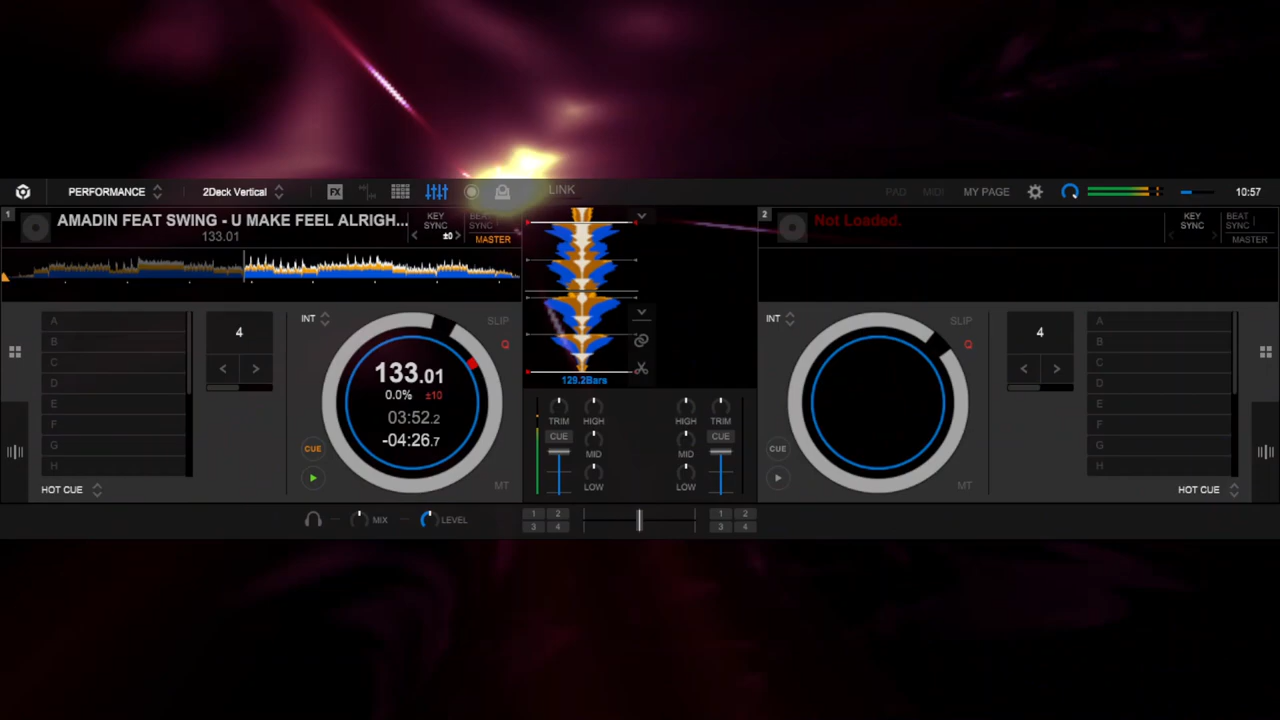 PERFORMANCE 2Deck Vertical FX LINK PAD MIDI MY PAGE 10:57
1 AMADIN FEAT SWING - U MAKE FEEL ALRIGH...
133.01
KEY SYNC ±0
BEAT SYNC MASTER
2 Not Loaded.
KEY SYNC
BEAT SYNC MASTER
A
B
C
D
E
F
G
H
HOT CUE
4
INT
SLIP
Q
133.01
0.0% ±10
03:52.2
-04:26.7
CUE
MT
129.2Bars
TRIM HIGH HIGH TRIM
CUE MID MID CUE
LOW LOW
INT
SLIP
Q
CUE
MT
4
A
B
C
D
E
F
G
H
HOT CUE
MIX LEVEL
1 2 1 2
3 4 3 4